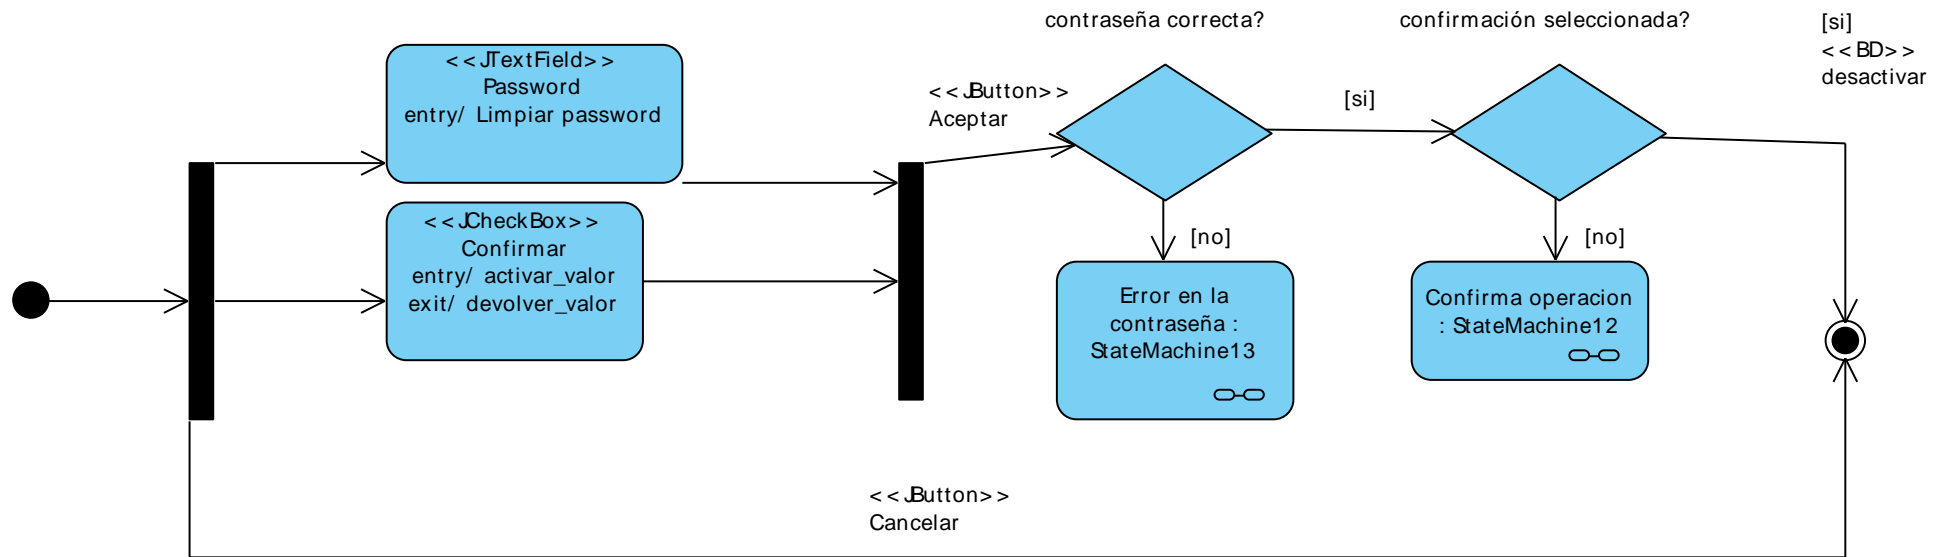 contraseña correcta?
confirmación seleccionada?
[si]
<<BD>>
desactivar
<<JTextField>>
Password
entry/ Limpiar password
<<JButton>>
Aceptar
[si]
<<JCheckBox>>
Confirmar
entry/ activar_valor
exit/ devolver_valor
[no]
[no]
Error en la
contraseña :
StateMachine13
Confirma operacion
: StateMachine12
<<JButton>>
Cancelar